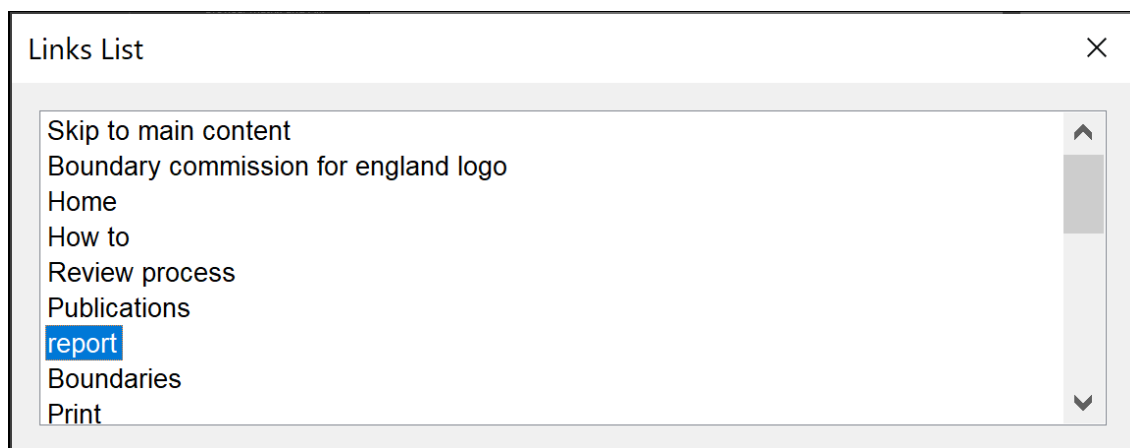 Links List
Skip to main content
Boundary commission for england logo
Home
How to
Review process
Publications
report
Boundaries
Print